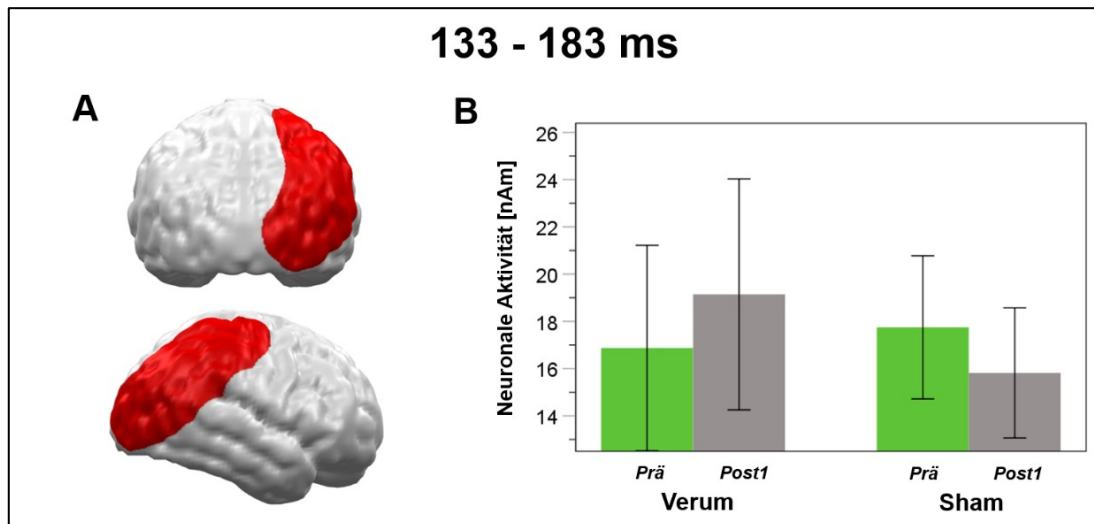 133 - 183 ms
A
B
Neuronale Aktivität [nAm]
26
24
22
20
18
16
14
Prä
Post1
Prä
Post1
Verum
Sham